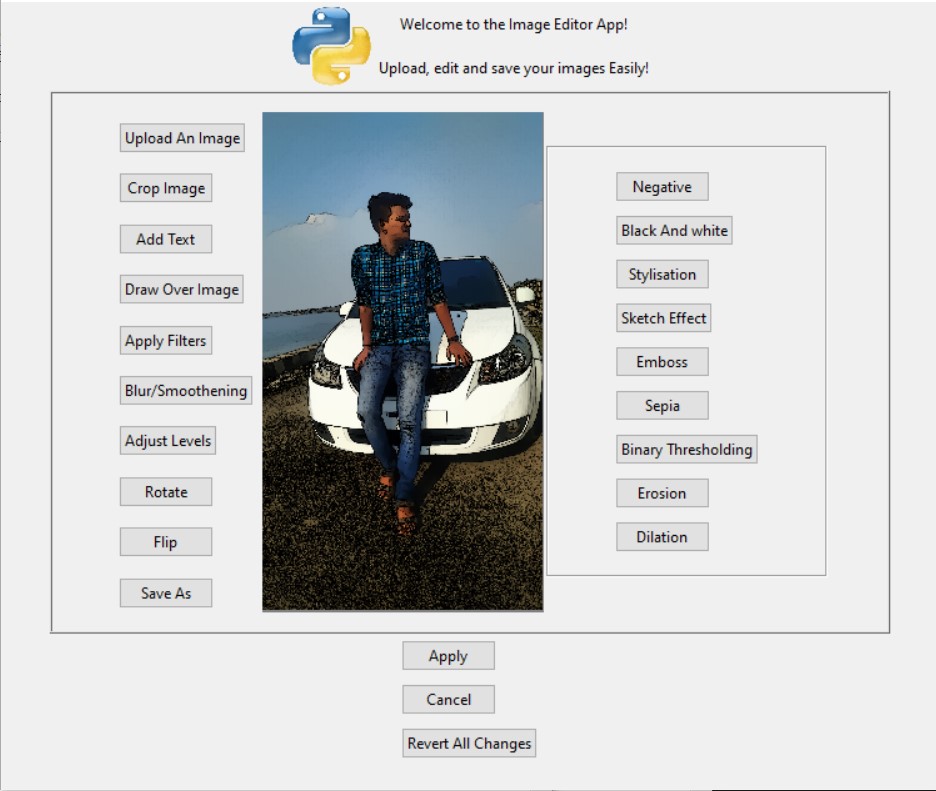 Welcome to the Image Editor App!
Upload, edit and save your images Easily!
Upload An Image
Crop Image
Add Text
Draw Over Image
Apply Filters
Blur/Smoothening
Adjust Levels
Rotate
Flip
Save As
Negative
Black And white
Stylisation
Sketch Effect
Emboss
Sepia
Binary Thresholding
Erosion
Dilation
Apply
Cancel
Revert All Changes